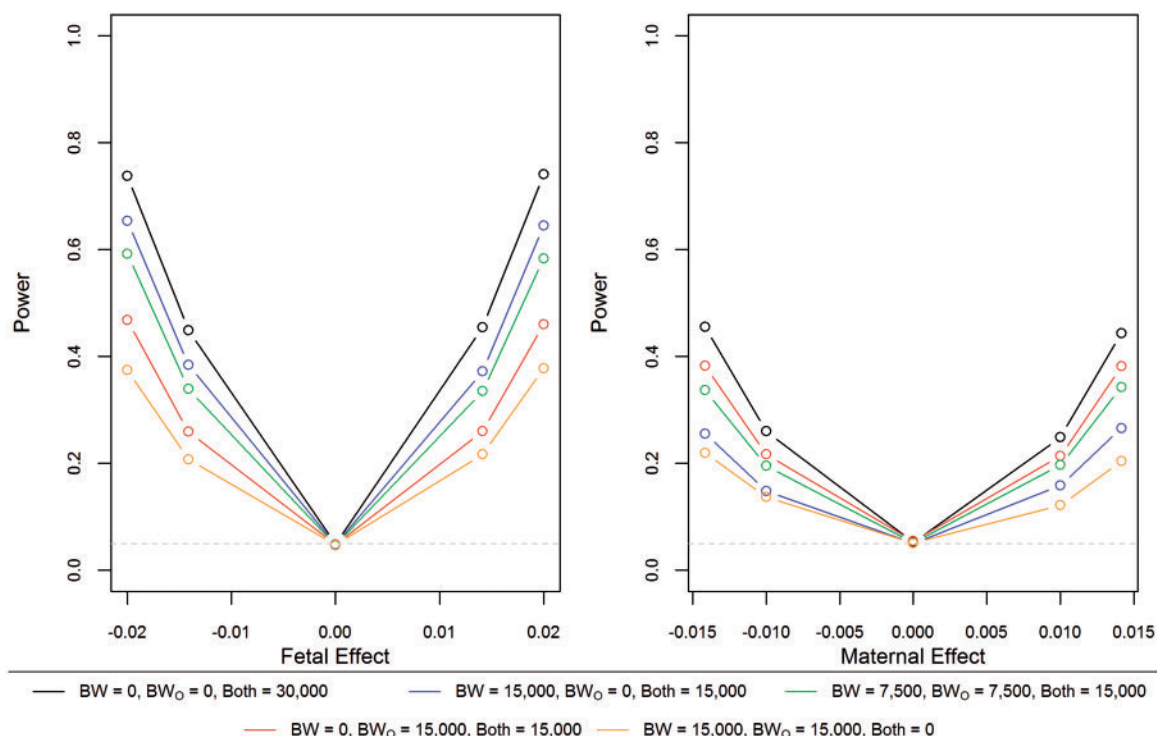 1.0
0.8
0.6
0.4
0.2
0.0
Power
-0.02 -0.01 0.00 0.01 0.02
Fetal Effect
1.0
0.8
0.6
0.4
0.2
0.0
Power
-0.015 -0.010 -0.005 0.000 0.005 0.010 0.015
Maternal Effect
BW = 0, BWO = 0, Both = 30,000 BW = 15,000, BWO = 0, Both = 15,000 BW = 7,500, BWO = 7,500, Both = 15,000
BW = 0, BWO = 15,000, Both = 15,000 BW = 15,000, BWO = 15,000, Both = 0